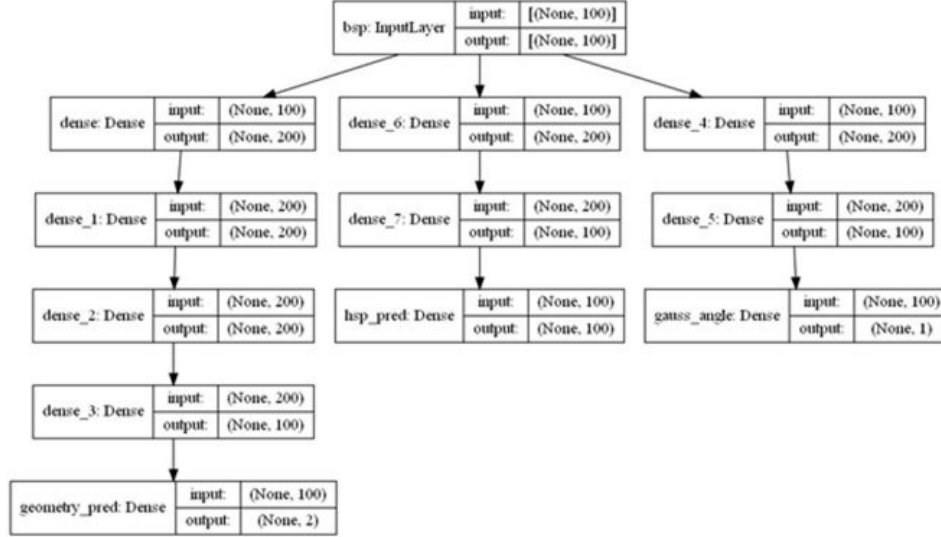 bsp: InputLayer input: [(None, 100)]
output: [(None, 100)]
dense: Dense input: (None, 100)
output: (None, 200)
dense_6: Dense input: (None, 100)
output: (None, 200)
dense_4: Dense input: (None, 100)
output: (None, 200)
dense_1: Dense input: (None, 200)
output: (None, 200)
dense_7: Dense input: (None, 200)
output: (None, 100)
dense_5: Dense input: (None, 200)
output: (None, 100)
dense_2: Dense input: (None, 200)
output: (None, 200)
hsp_pred: Dense input: (None, 100)
output: (None, 100)
gauss_angle: Dense input: (None, 100)
output: (None, 1)
dense_3: Dense input: (None, 200)
output: (None, 100)
geometry_pred: Dense input: (None, 100)
output: (None, 2)